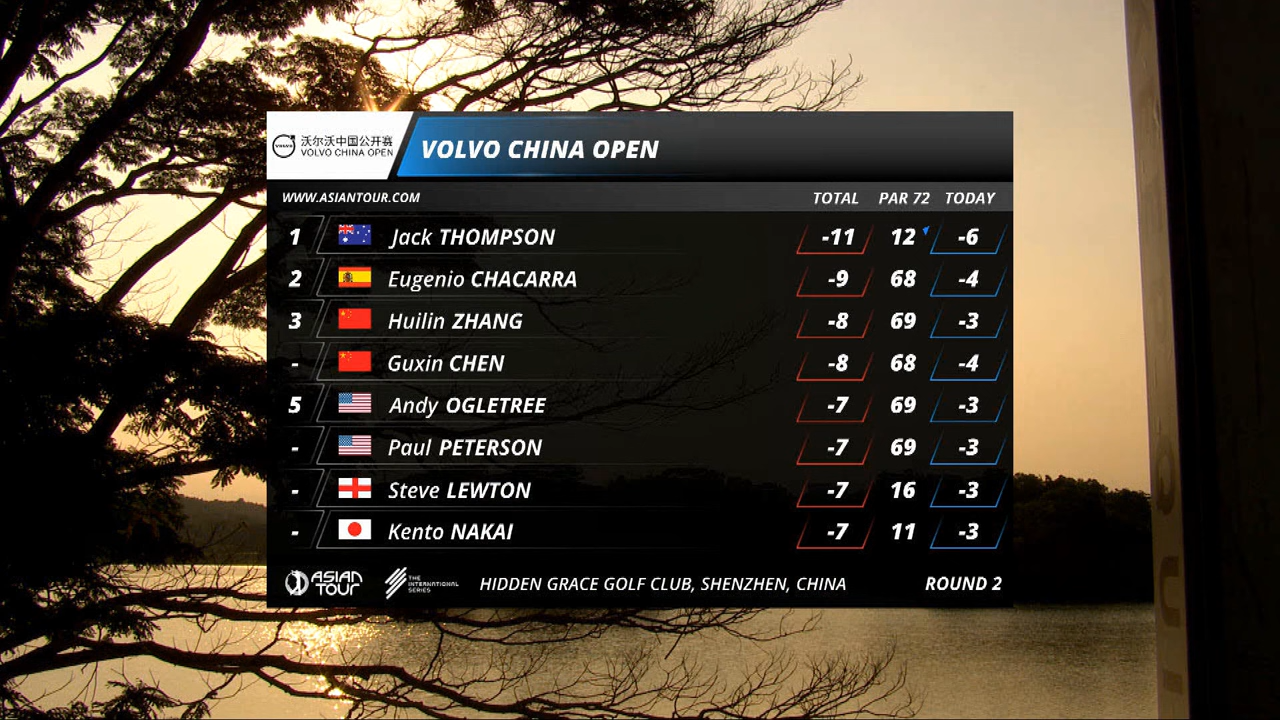 沃尔沃中国公开赛
VOLVO CHINA OPEN
VOLVO CHINA OPEN
WWW.ASIANTOUR.COM TOTAL PAR 72 TODAY
1 Jack THOMPSON -11 12 -6
2 Eugenio CHACARRA -9 68 -4
3 Huilin ZHANG -8 69 -3
- Guxin CHEN -8 68 -4
5 Andy OGLETREE -7 69 -3
- Paul PETERSON -7 69 -3
- Steve LEWTON -7 16 -3
- Kento NAKAI -7 11 -3
ASIAN TOUR THE INTERNATIONAL SERIES HIDDEN GRACE GOLF CLUB, SHENZHEN, CHINA ROUND 2